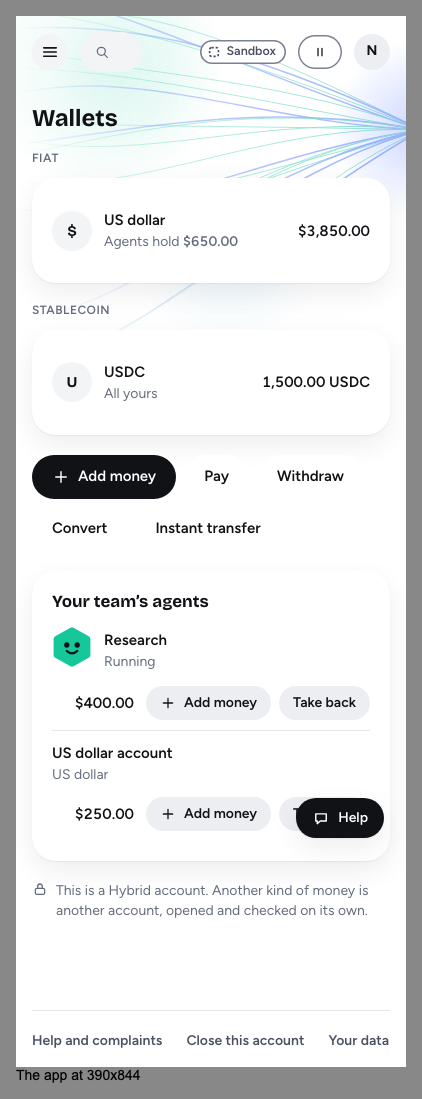 Sandbox
N
Wallets
FIAT
$
US dollar
Agents hold $650.00
$3,850.00
STABLECOIN
U
USDC
All yours
1,500.00 USDC
Add money
Pay
Withdraw
Convert
Instant transfer
Your team's agents
Research
Running
$400.00
Add money
Take back
US dollar account
US dollar
$250.00
Add money
Help
This is a Hybrid account. Another kind of money is
another account, opened and checked on its own.
Help and complaints
Close this account
Your data
The app at 390x844